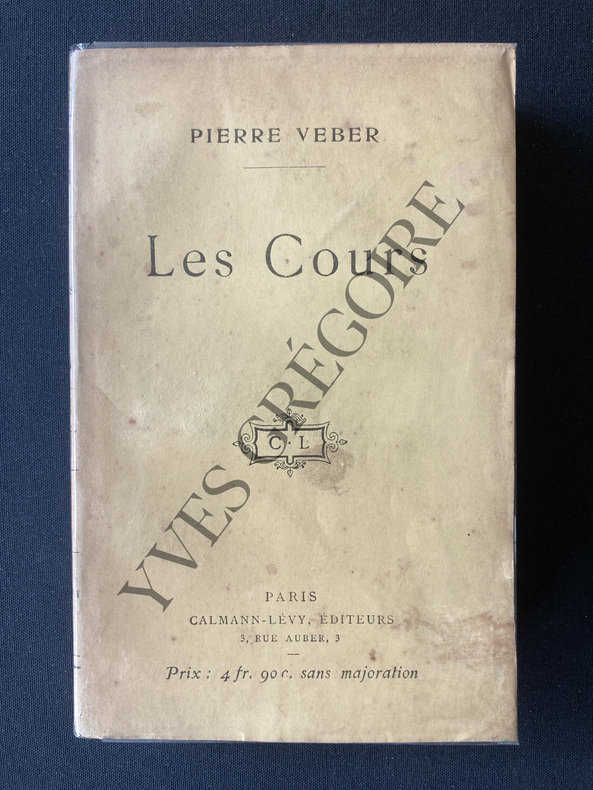 PIERRE VEBER
Les Cours
YVES GRÉGOIRE
C·L
PARIS
CALMANN-LÉVY, ÉDITEURS
3, RUE AUBER, 3
Prix : 4 fr. 90 c. sans majoration